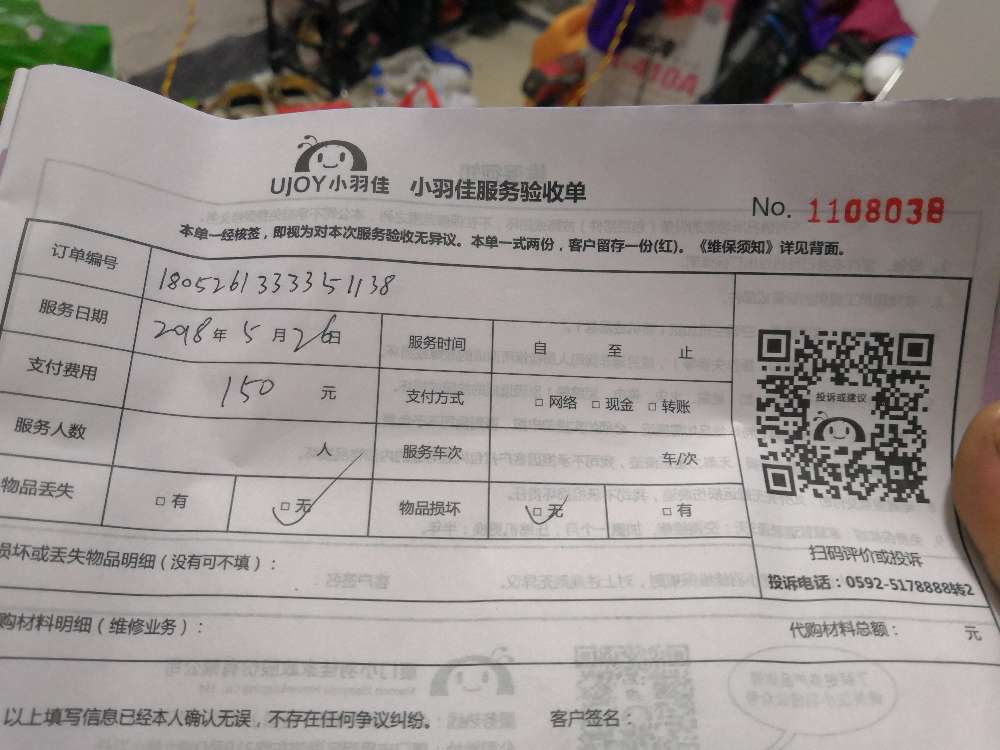 UJOY小羽佳 小羽佳服务验收单
No. 1108038
本单一经核签，即视为对本次服务验收无异议。本单一式两份，客户留存一份(红)。《维保须知》详见背面。
订单编号 1805261333351138
服务日期 2018年5月26日 服务时间 自 至 止
支付费用 150 元 支付方式 □ 网络 □ 现金 □ 转账
服务人数 人 服务车次 车/次
物品丢失 □ 有 □ 无 物品损坏 □ 无 □ 有
投诉或建议
扫码评价或投诉
投诉电话：0592-5178888转2
损坏或丢失物品明细（没有可不填）：
购材料明细（维修业务）： 代购材料总额： 元
以上填写信息已经本人确认无误，不存在任何争议纠纷。 客户签名：